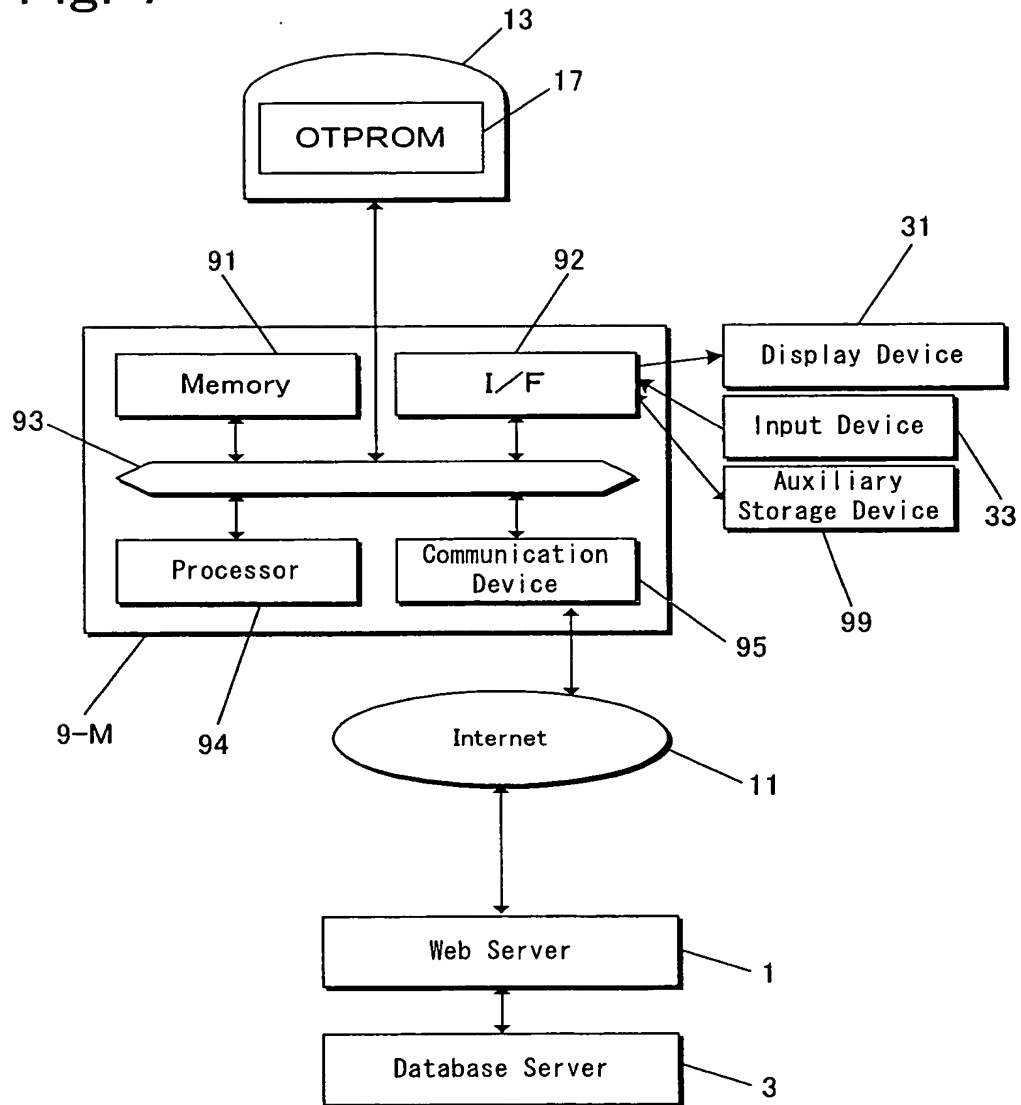 13
17
OTPROM
91
92
31
Memory
I/F
Display Device
93
Input Device
Auxiliary
Storage Device
33
Processor
Communication
Device
99
95
9-M
94
Internet
11
Web Server
1
Database Server
3